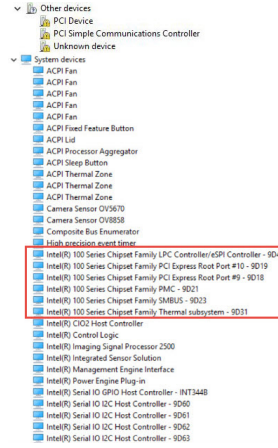 Other devices
PCI Device
PCI Simple Communications Controller
Unknown device
System devices
ACPI Fan
ACPI Fan
ACPI Fan
ACPI Fan
ACPI Fan
ACPI Fixed Feature Button
ACPI Lid
ACPI Processor Aggregator
ACPI Sleep Button
ACPI Thermal Zone
ACPI Thermal Zone
ACPI Thermal Zone
Camera Sensor OV5670
Camera Sensor OV8858
Composite Bus Enumerator
High precision event timer
Intel(R) 100 Series Chipset Family LPC Controller/eSPI Controller - 9D4
Intel(R) 100 Series Chipset Family PCI Express Root Port #10 - 9D19
Intel(R) 100 Series Chipset Family PCI Express Root Port #9 - 9D18
Intel(R) 100 Series Chipset Family PMC - 9D21
Intel(R) 100 Series Chipset Family SMBUS - 9D23
Intel(R) 100 Series Chipset Family Thermal subsystem - 9D31
Intel(R) CIO2 Host Controller
Intel(R) Control Logic
Intel(R) Imaging Signal Processor 2500
Intel(R) Integrated Sensor Solution
Intel(R) Management Engine Interface
Intel(R) Power Engine Plug-in
Intel(R) Serial IO GPIO Host Controller - INT344B
Intel(R) Serial IO I2C Host Controller - 9D60
Intel(R) Serial IO I2C Host Controller - 9D61
Intel(R) Serial IO I2C Host Controller - 9D62
Intel(R) Serial IO I2C Host Controller - 9D63